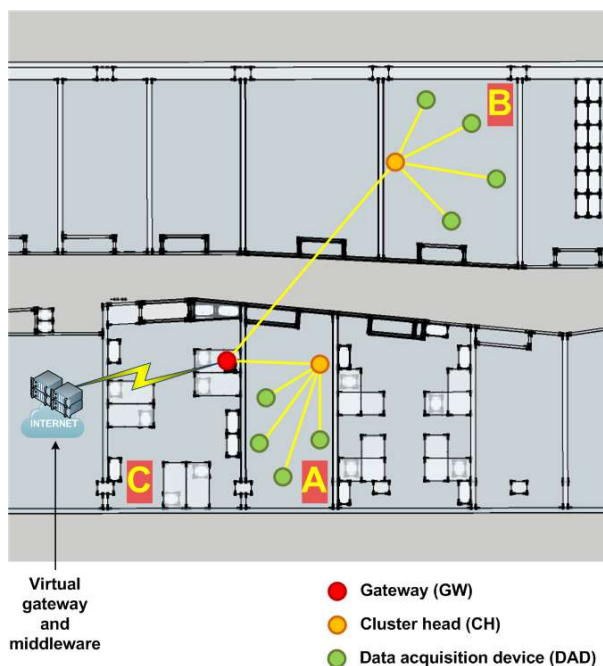 B
INTERNET
C
A
Virtual
gateway
and
middleware
Gateway (GW)
Cluster head (CH)
Data acquisition device (DAD)